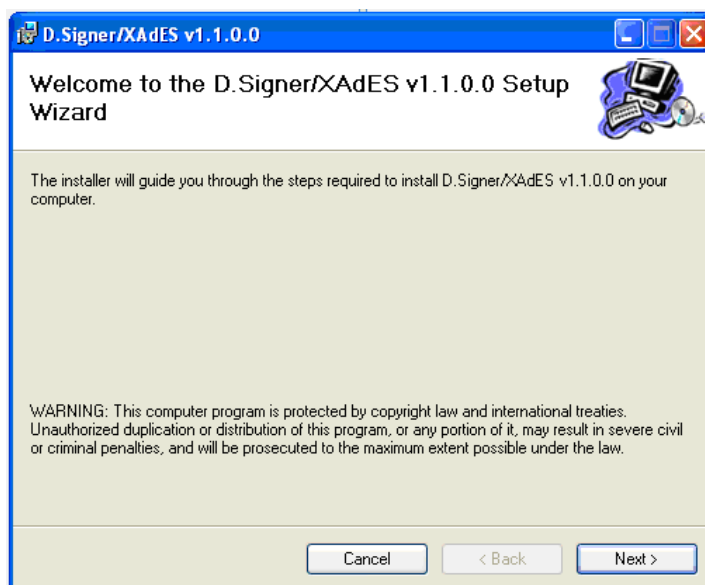 D.Signer/XAdES v1.1.0.0
Welcome to the D.Signer/XAdES v1.1.0.0 Setup
Wizard
The installer will guide you through the steps required to install D.Signer/XAdES v1.1.0.0 on your
computer.
WARNING: This computer program is protected by copyright law and international treaties.
Unauthorized duplication or distribution of this program, or any portion of it, may result in severe civil
or criminal penalties, and will be prosecuted to the maximum extent possible under the law.
Cancel
< Back
Next >